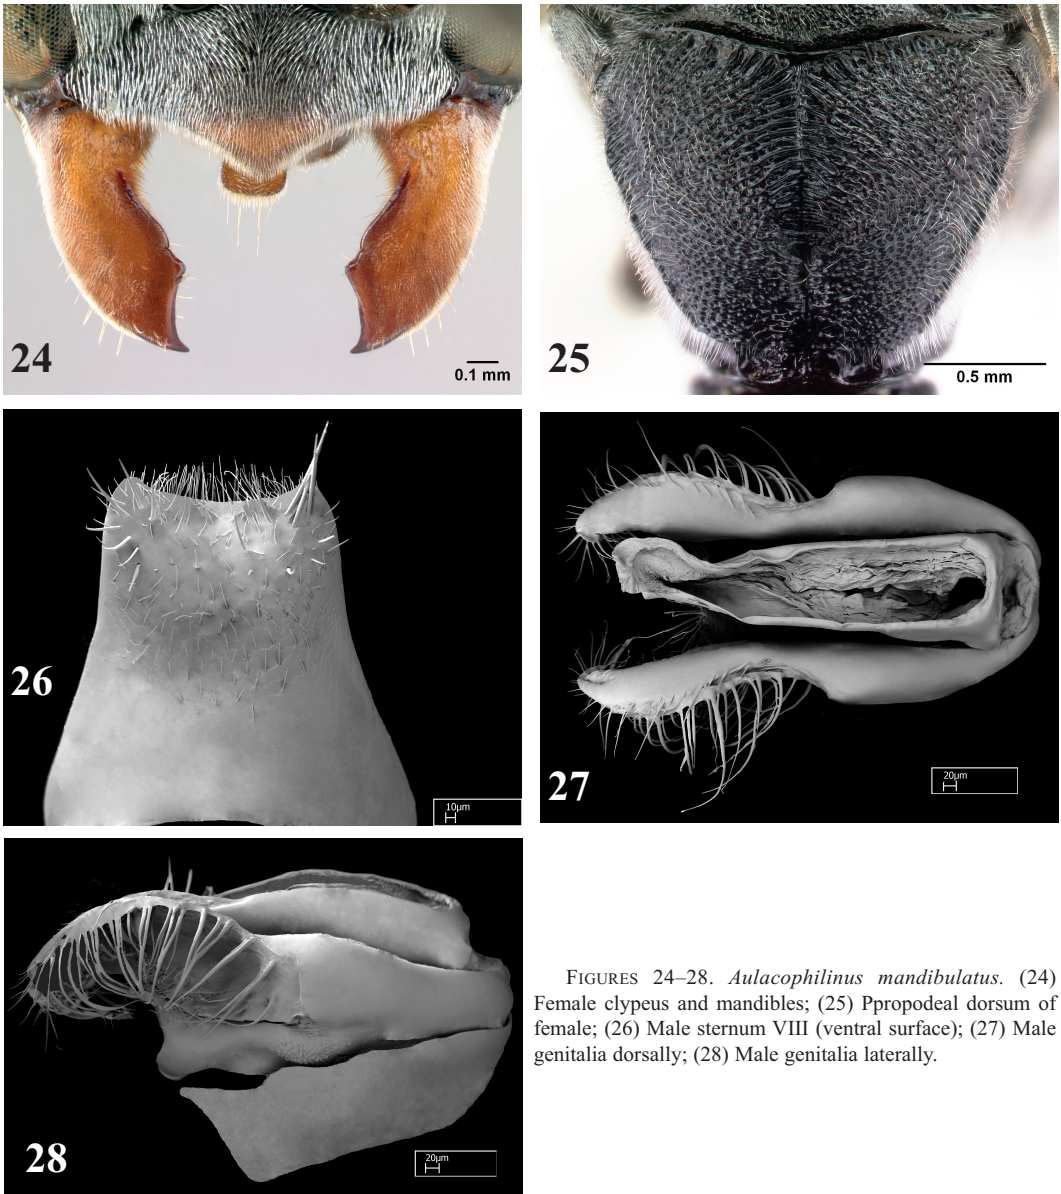 24
0.1 mm
25
0.5 mm
26
10µm
27
20µm
28
20µm
FIGURES 24–28. Aulacophilinus mandibulatus. (24)
Female clypeus and mandibles; (25) Ppropodeal dorsum of
female; (26) Male sternum VIII (ventral surface); (27) Male
genitalia dorsally; (28) Male genitalia laterally.